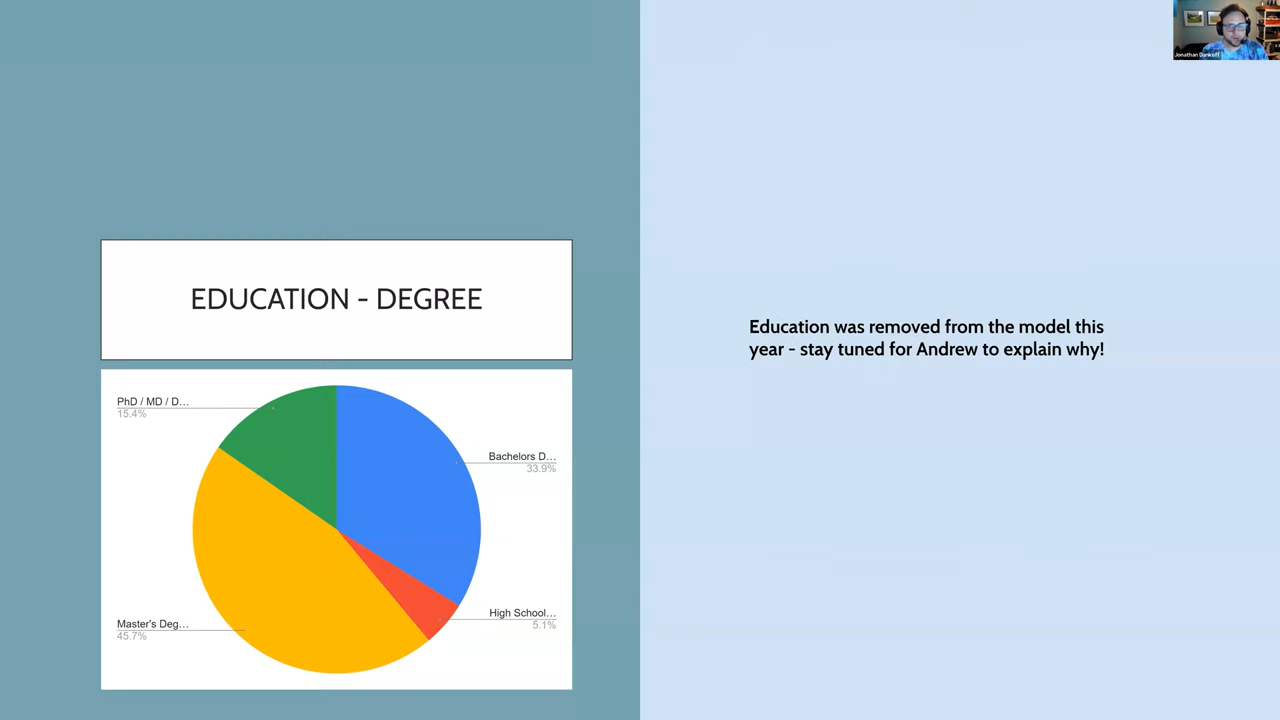 Jonathan Dankoff
EDUCATION - DEGREE
PhD / MD / D...
15.4%
Bachelors D...
33.9%
High School...
5.1%
Master's Deg...
45.7%
Education was removed from the model this
year - stay tuned for Andrew to explain why!